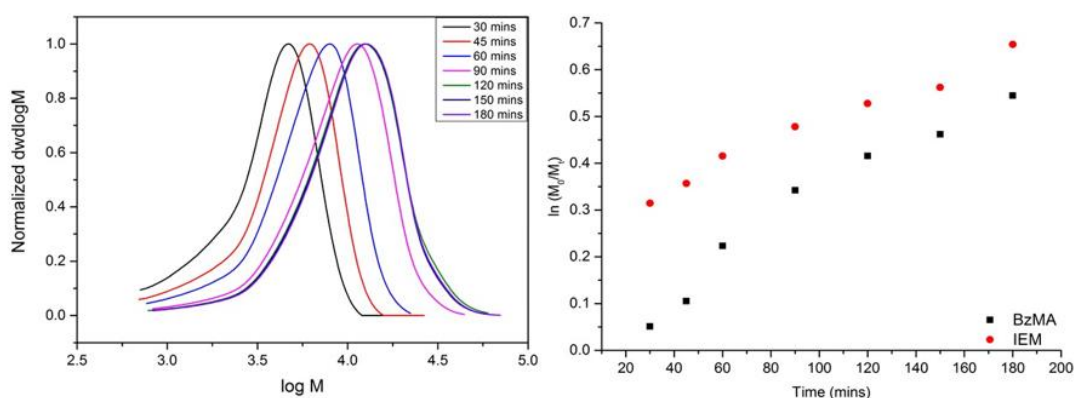 Normalized dwdlogM
1.0
0.8
0.6
0.4
0.2
0.0
2.5 3.0 3.5 4.0 4.5 5.0
log M
30 mins
45 mins
60 mins
90 mins
120 mins
150 mins
180 mins
ln (M0/Mt)
0.7
0.6
0.5
0.4
0.3
0.2
0.1
0.0
20 40 60 80 100 120 140 160 180 200
Time (mins)
BzMA
IEM